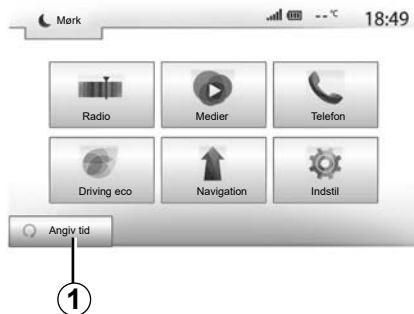 Mørk
--°C 18:49
Radio Medier Telefon
Driving eco Navigation Indstil
Angiv tid
1